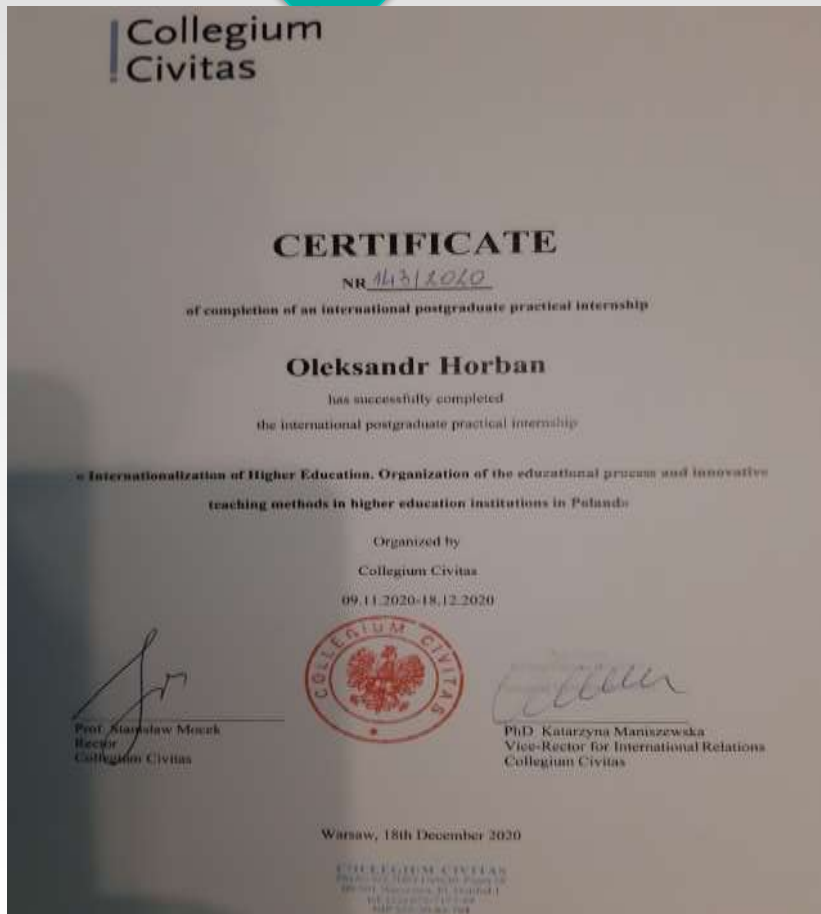 Collegium
Civitas
CERTIFICATE
NR 143/2020
of completion of an international postgraduate practical internship
Oleksandr Horban
has successfully completed
the international postgraduate practical internship
« Internationalization of Higher Education. Organization of the educational process and innovative
teaching methods in higher education institutions in Poland»
Organized by
Collegium Civitas
09.11.2020-18.12.2020
COLLEGIUM CIVITAS
Prof. Stanisław Mocek
Rector
Collegium Civitas
PhD Katarzyna Maniszewska
Vice-Rector for International Relations
Collegium Civitas
Warsaw, 18th December 2020
COLLEGIUM CIVITAS